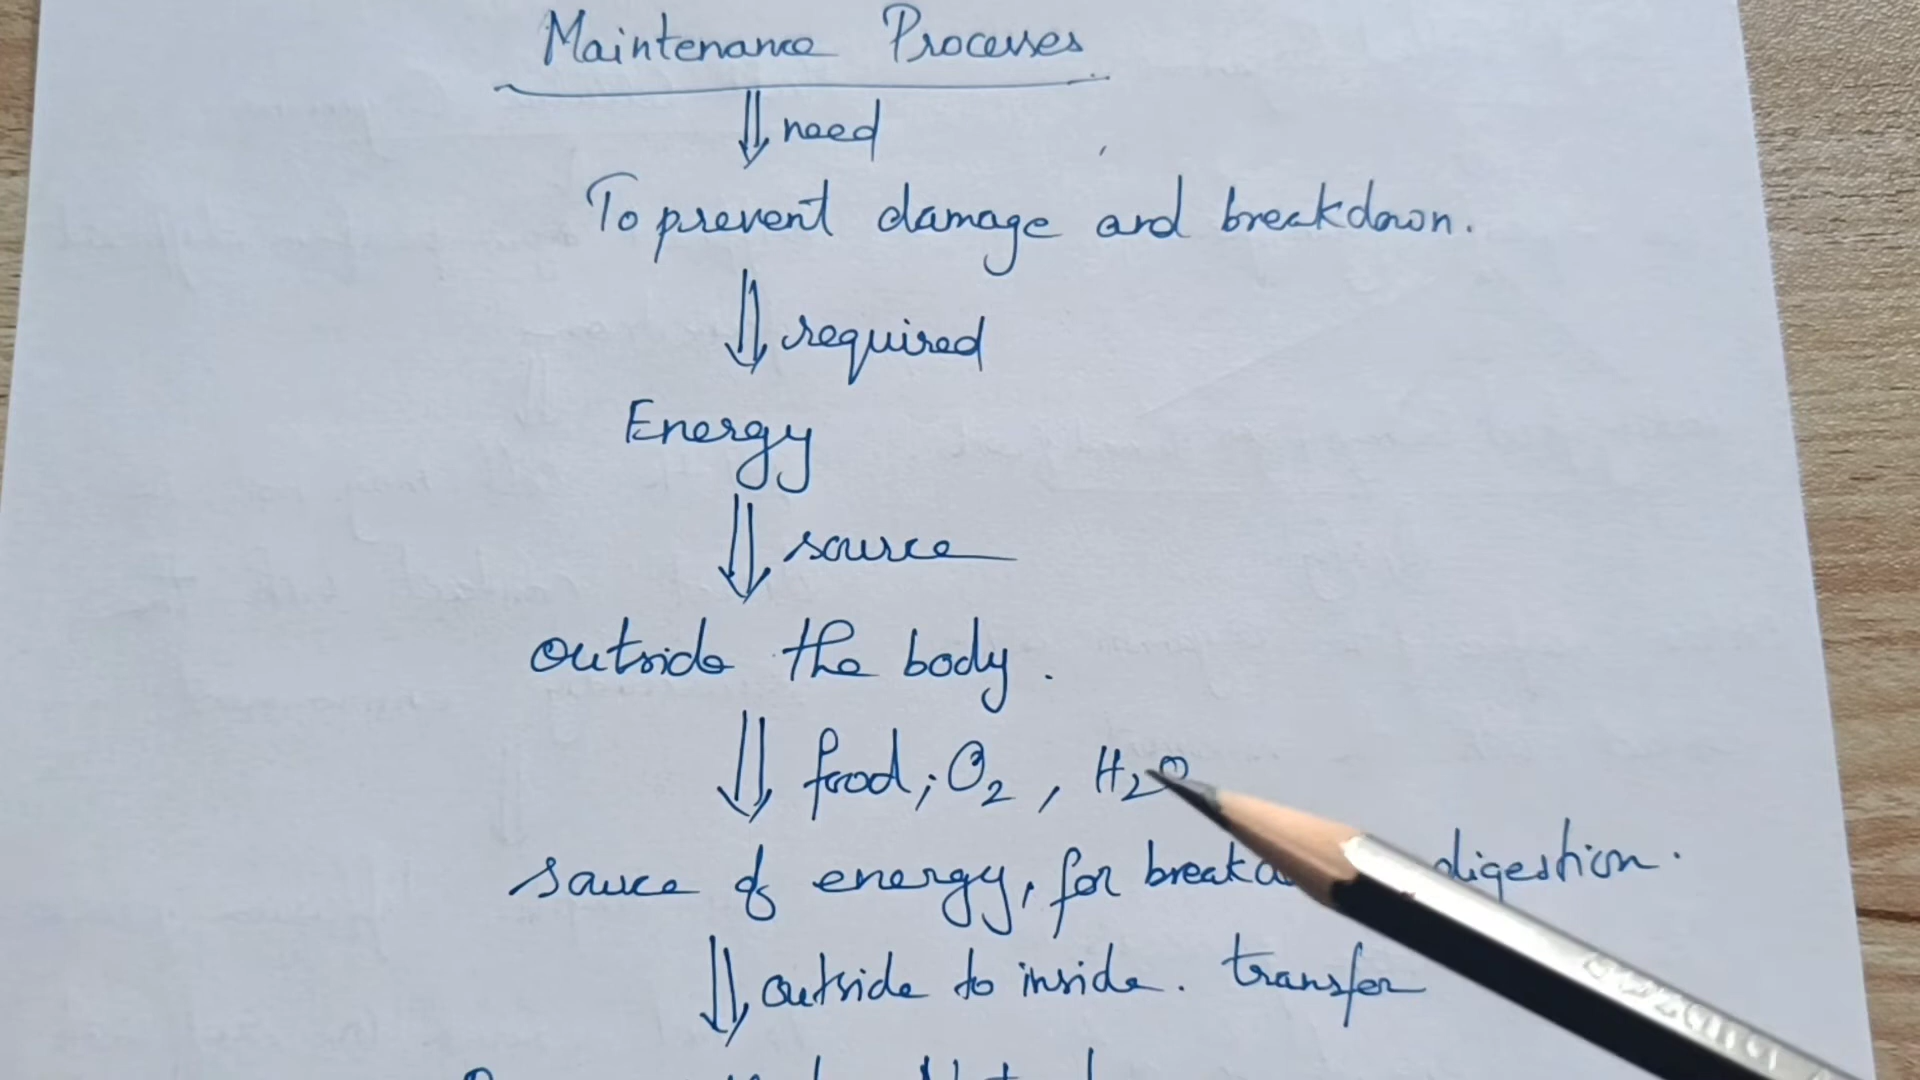 Maintenance Processes
need
To prevent damage and breakdown.
required
Energy
source
outside the body.
food; O₂, H₂O
source of energy, for digestion.
outside to inside. transfer